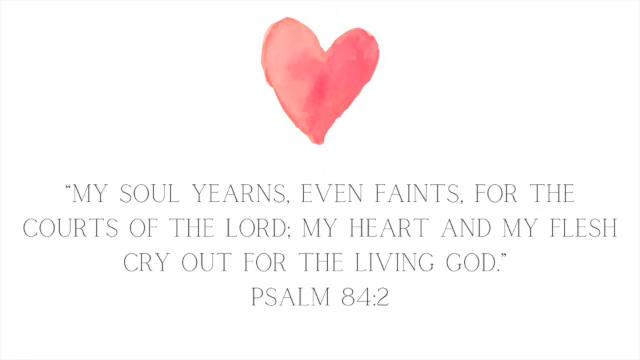 “MY SOUL YEARNS, EVEN FAINTS, FOR THE
COURTS OF THE LORD; MY HEART AND MY FLESH
CRY OUT FOR THE LIVING GOD.”
PSALM 84:2